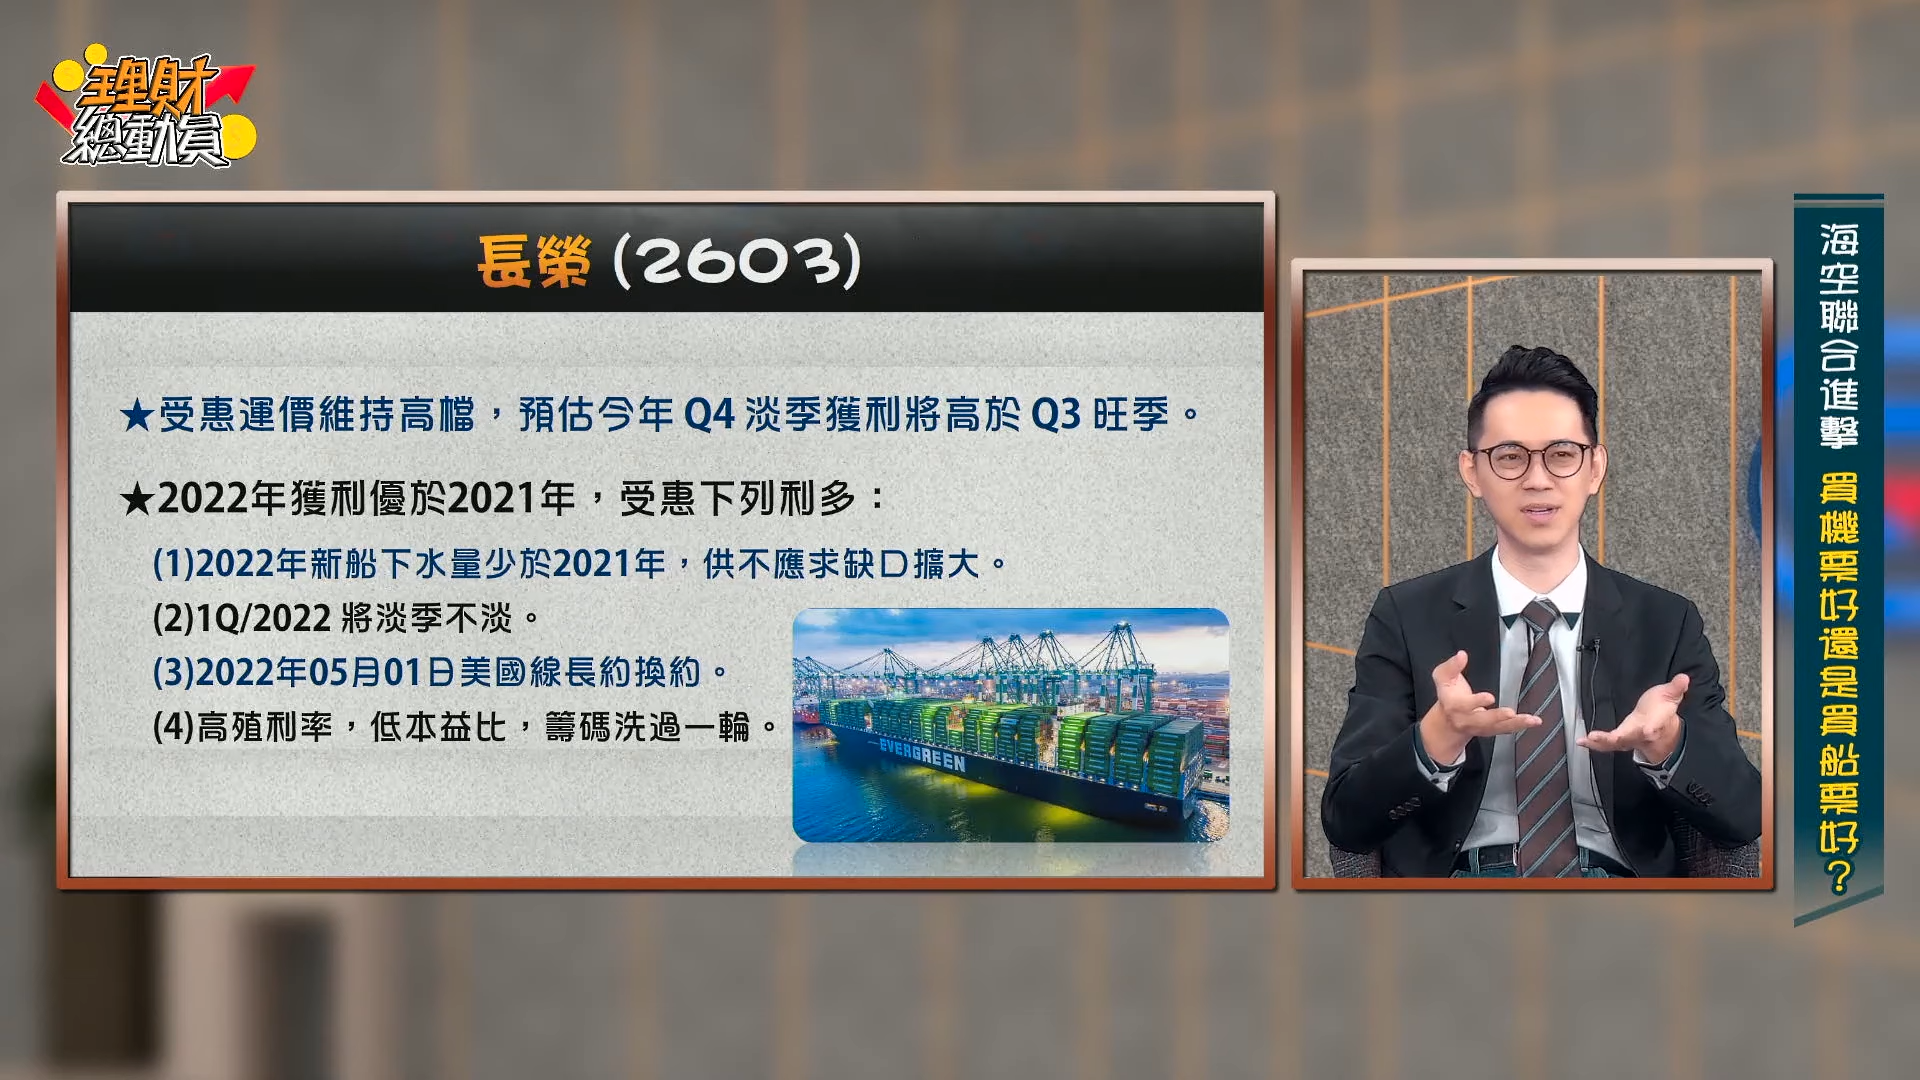 理財
總動員
長榮 (2603)
★受惠運價維持高檔，預估今年 Q4 淡季獲利將高於 Q3 旺季。
★2022年獲利優於2021年，受惠下列利多：
(1)2022年新船下水量少於2021年，供不應求缺口擴大。
(2)1Q/2022 將淡季不淡。
(3)2022年05月01日美國線長約換約。
(4)高殖利率，低本益比，籌碼洗過一輪。
EVERGREEN
海空聯合進擊 買機票好還是買船票好？